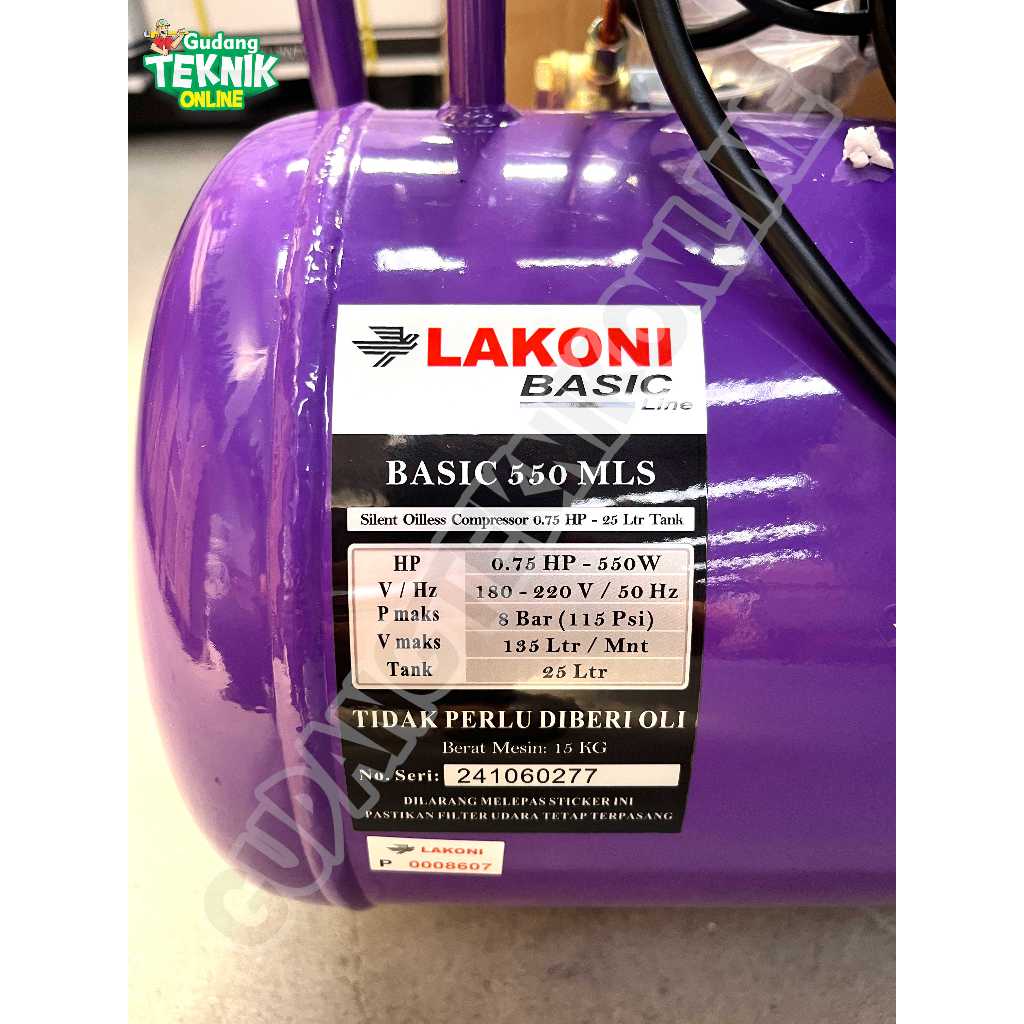 Gudang
TEKNIK
ONLINE
LAKONI
BASIC
Line
BASIC 550 MLS
Silent Oilless Compressor 0.75 HP - 25 Ltr Tank
HP 0.75 HP - 550W
V / Hz 180 - 220 V / 50 Hz
P maks 8 Bar (115 Psi)
V maks 135 Ltr / Mnt
Tank 25 Ltr
TIDAK PERLU DIBERI OLI
Berat Mesin: 15 KG
No. Seri: 241060277
DILARANG MELEPAS STICKER INI
PASTIKAN FILTER UDARA TETAP TERPASANG
LAKONI
P 0008607